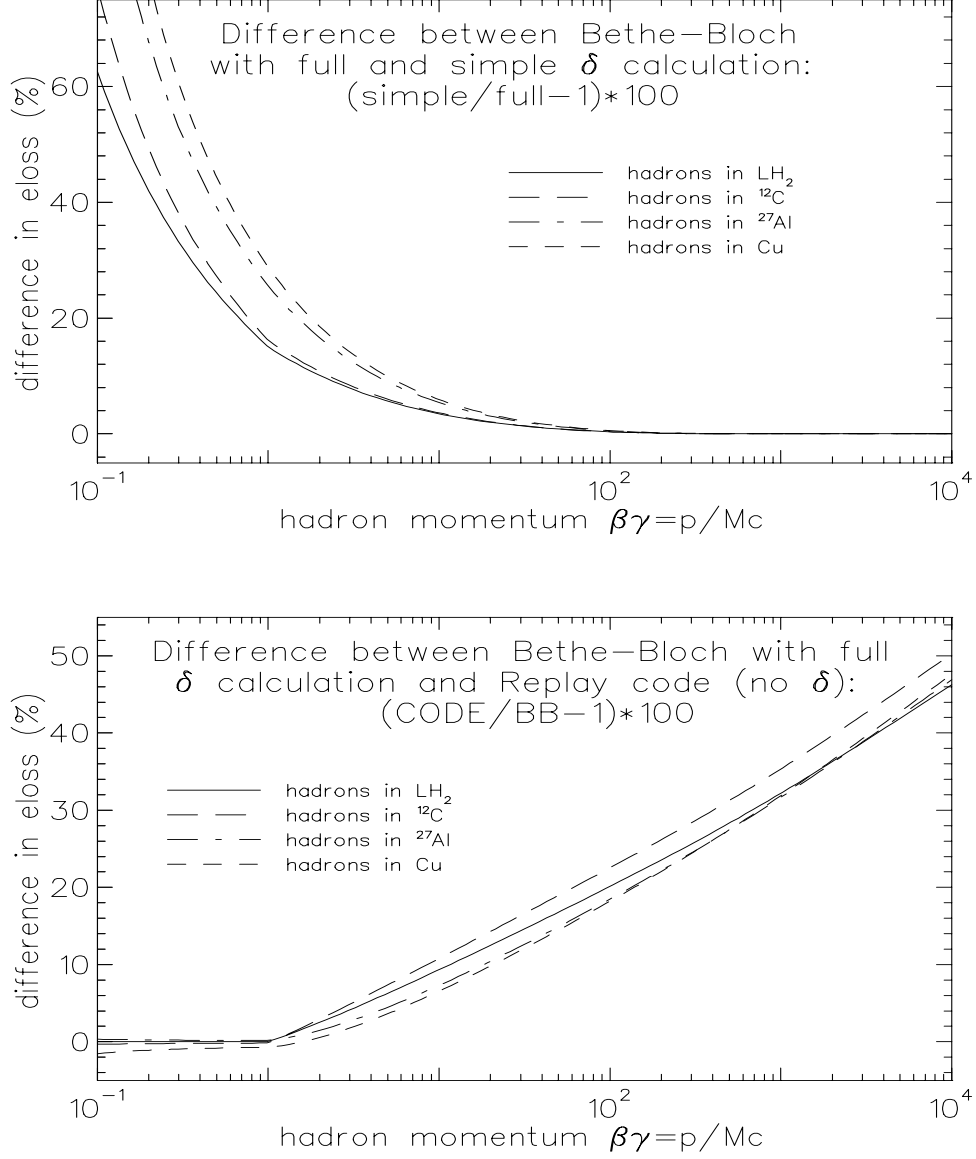 Difference between Bethe–Bloch
with full and simple δ calculation:
(simple/full−1)*100
60
40
20
0
difference in eloss (%)
hadrons in LH₂
hadrons in ¹²C
hadrons in ²⁷Al
hadrons in Cu
10⁻¹ 10² 10⁴
hadron momentum βγ=p/Mc
Difference between Bethe–Bloch with full
δ calculation and Replay code (no δ):
(CODE/BB−1)*100
50
40
30
20
10
0
difference in eloss (%)
hadrons in LH₂
hadrons in ¹²C
hadrons in ²⁷Al
hadrons in Cu
10⁻¹ 10² 10⁴
hadron momentum βγ=p/Mc